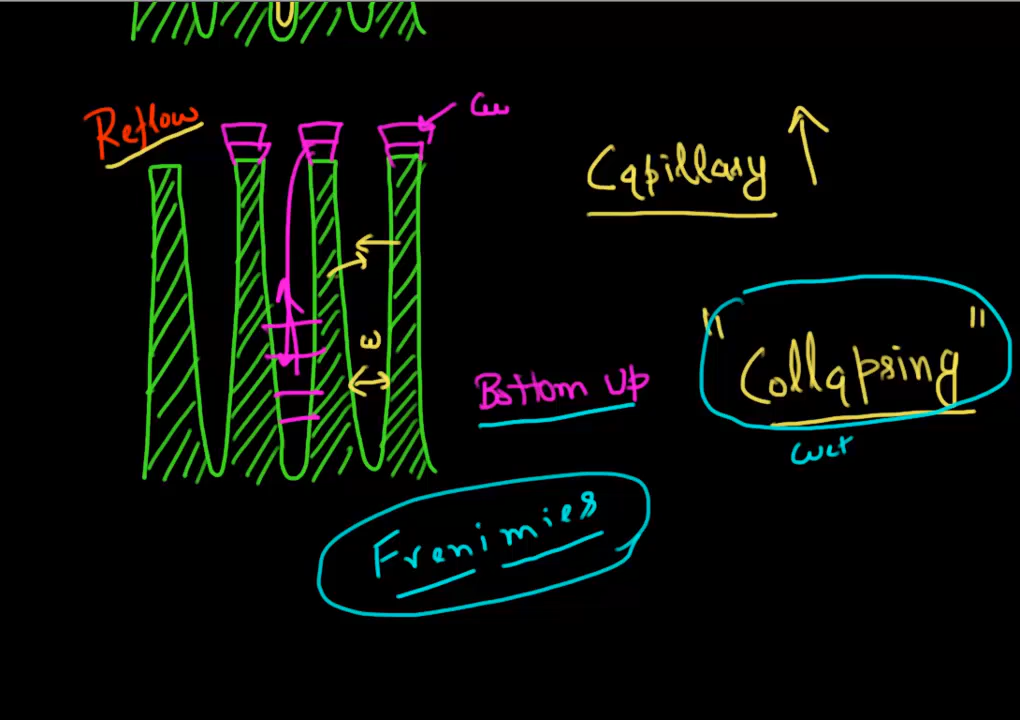 Reflow
Cu
Capillary
ω
"Collapsing"
Bottom up
wet
Frenimies